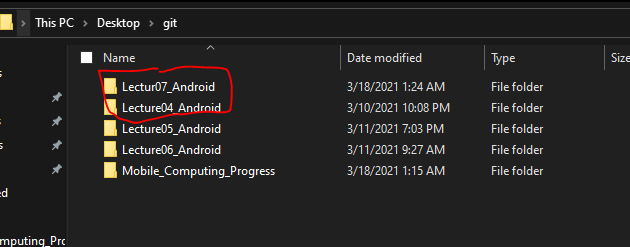 This PC > Desktop > git
Name Date modified Type Size
Lectur07_Android 3/18/2021 1:24 AM File folder
Lecture04_Android 3/10/2021 10:08 PM File folder
Lecture05_Android 3/11/2021 7:03 PM File folder
Lecture06_Android 3/11/2021 9:27 AM File folder
Mobile_Computing_Progress 3/18/2021 1:15 AM File folder